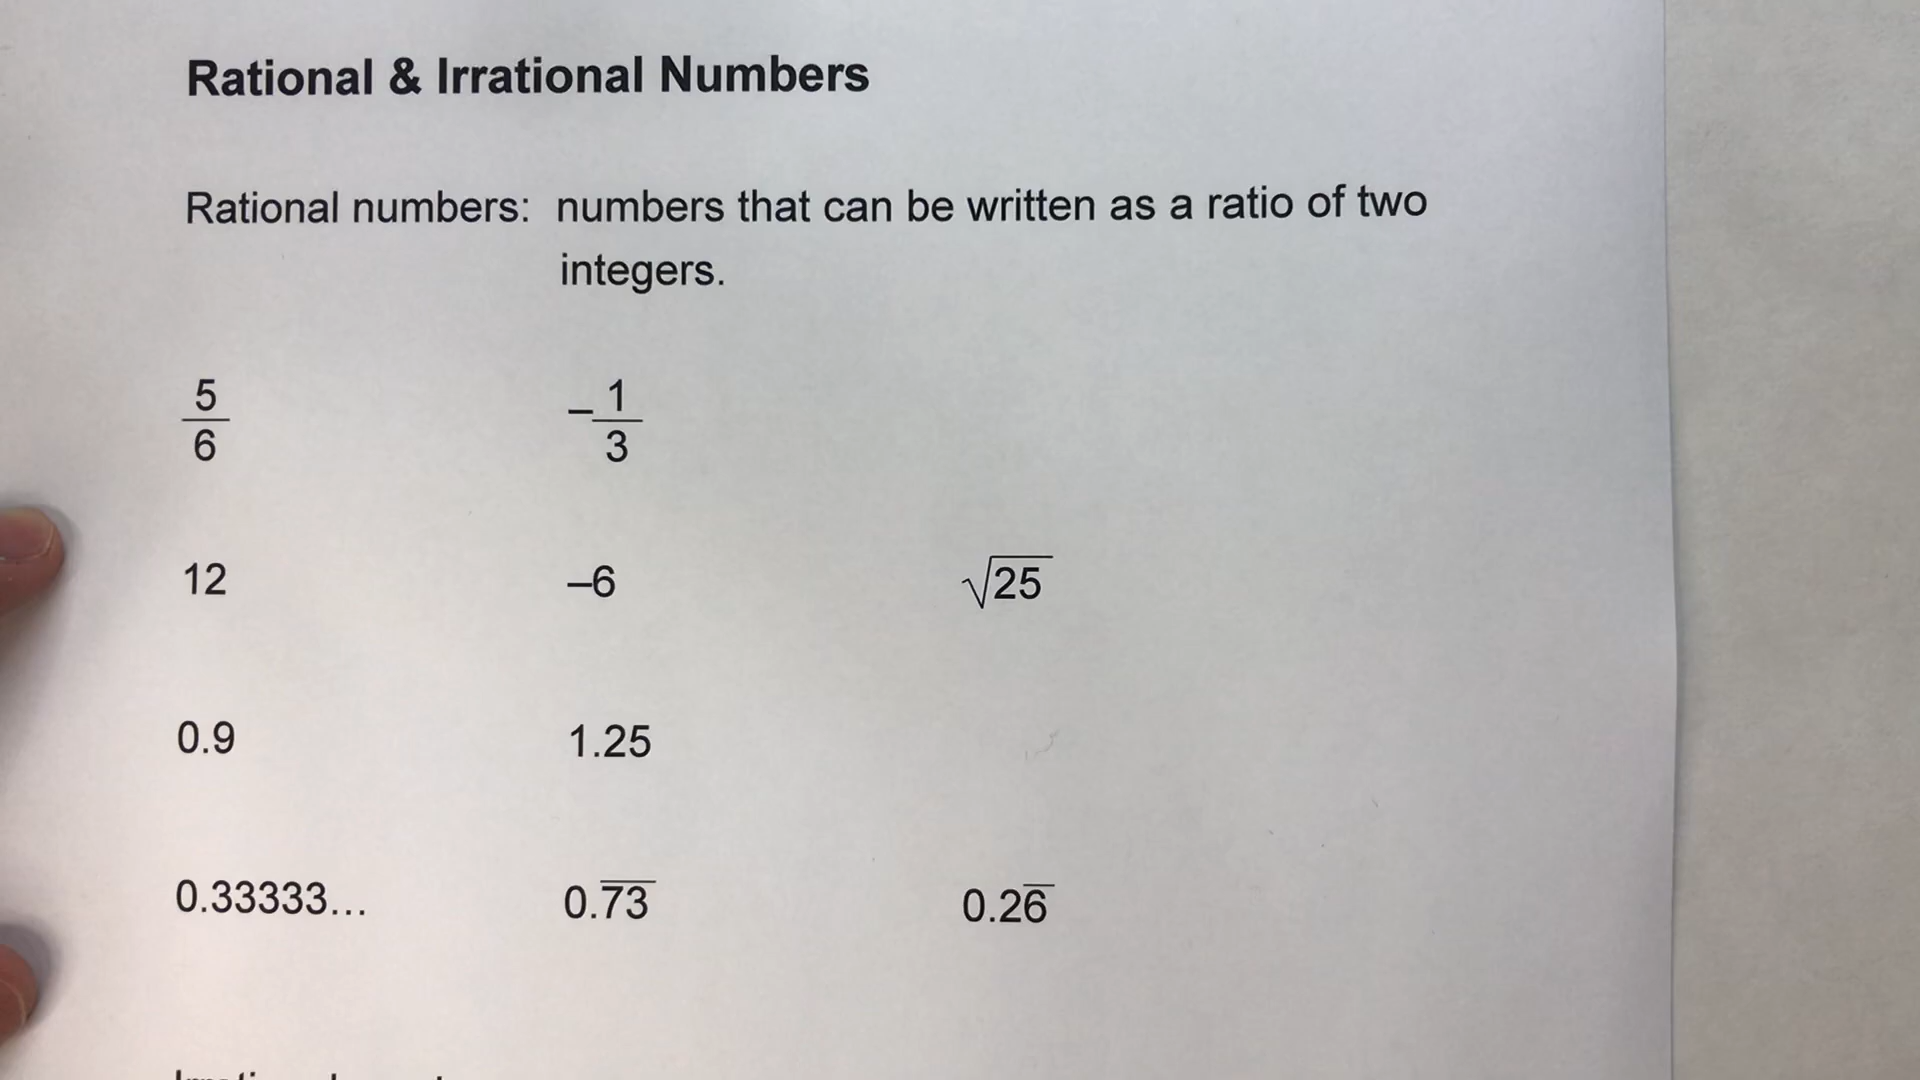 Rational & Irrational Numbers
Rational numbers: numbers that can be written as a ratio of two
integers.
5/6 –1/3
12 –6 √25
0.9 1.25
0.33333... 0.7̅3̅ 0.26̅